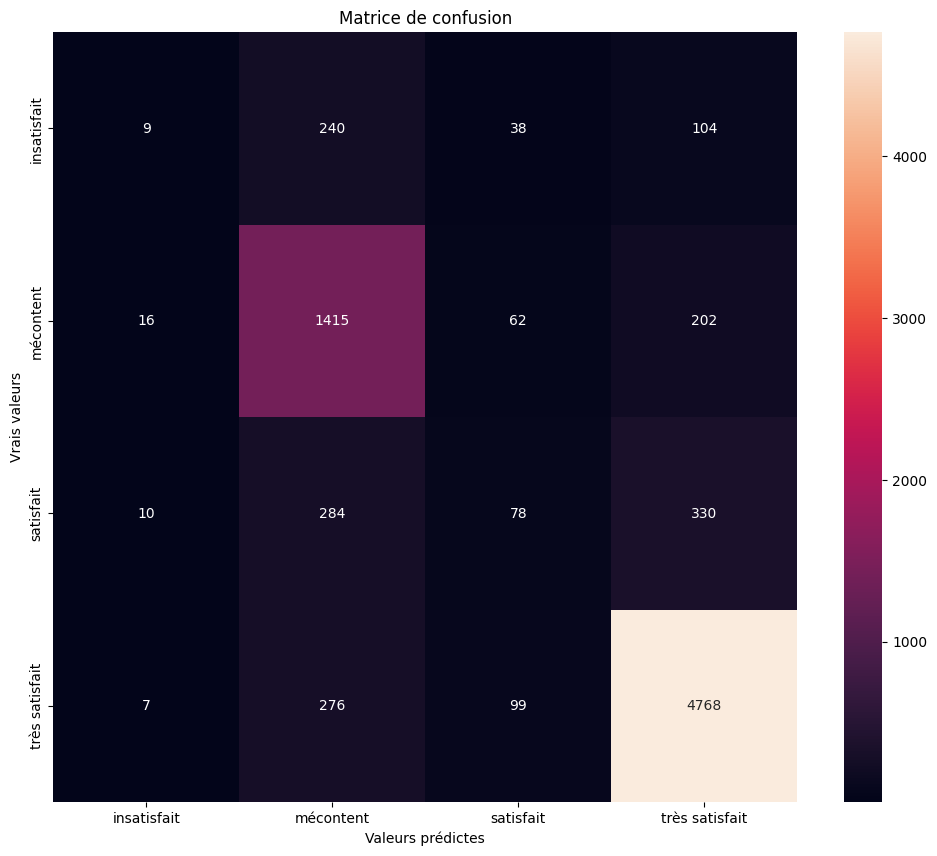 Matrice de confusion
Vrais valeurs
insatisfait
9 240 38 104
mécontent
16 1415 62 202
satisfait
10 284 78 330
très satisfait
7 276 99 4768
insatisfait mécontent satisfait très satisfait
Valeurs prédictes
4000
3000
2000
1000